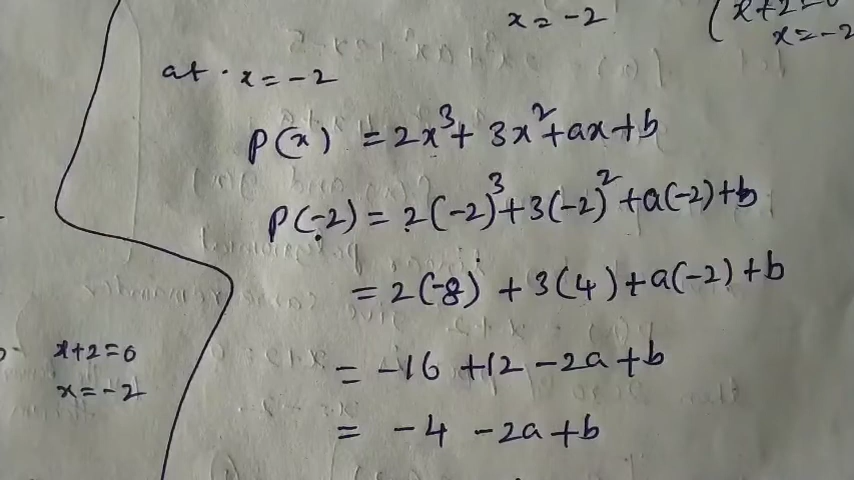 x = -2
(x+2=0
x = -2
at · x = -2
P(x) = 2x³ + 3x² + ax + b
P(-2) = 2(-2)³ + 3(-2)² + a(-2) + b
= 2(-8) + 3(4) + a(-2) + b
x+2=0
x = -2
= -16 + 12 - 2a + b
= -4 - 2a + b